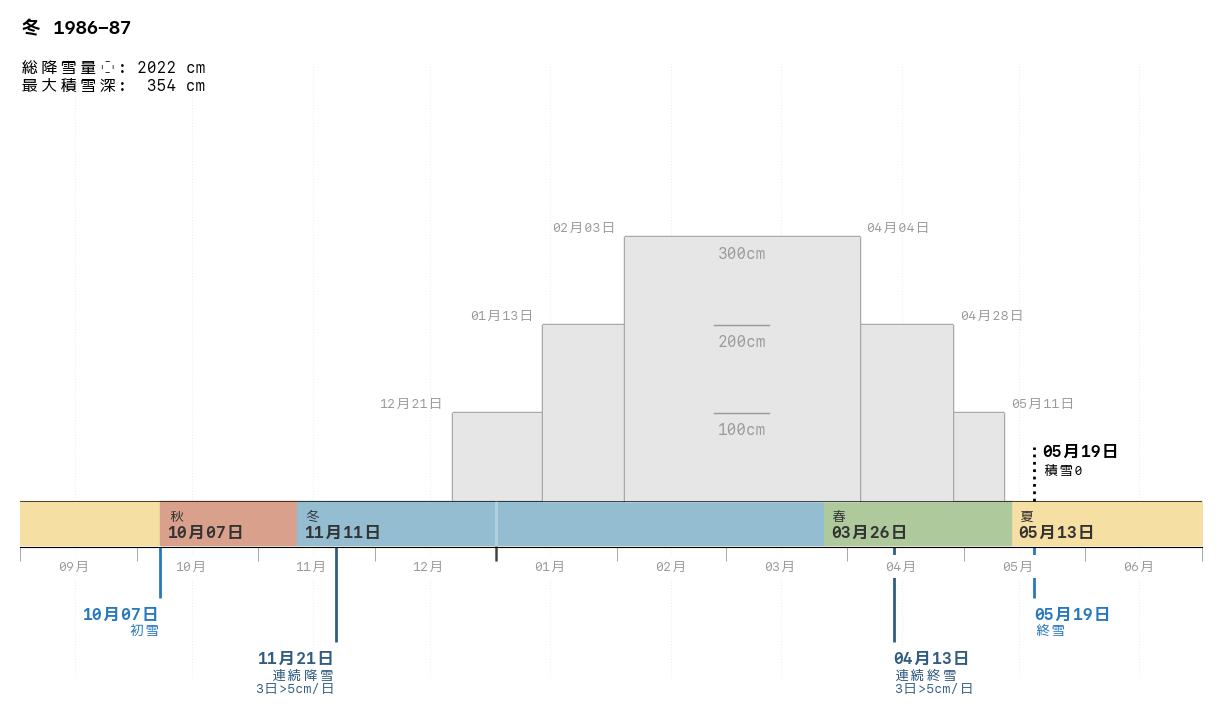 冬 1986–87
総降雪量: 2022 cm
最大積雪深: 354 cm
02月03日
04月04日
300cm
01月13日
04月28日
200cm
12月21日
05月11日
100cm
05月19日
積雪0
秋
10月07日
冬
11月11日
春
03月26日
夏
05月13日
09月
10月
11月
12月
01月
02月
03月
04月
05月
06月
10月07日
初雪
05月19日
終雪
11月21日
連続降雪
3日>5cm/日
04月13日
連続終雪
3日>5cm/日